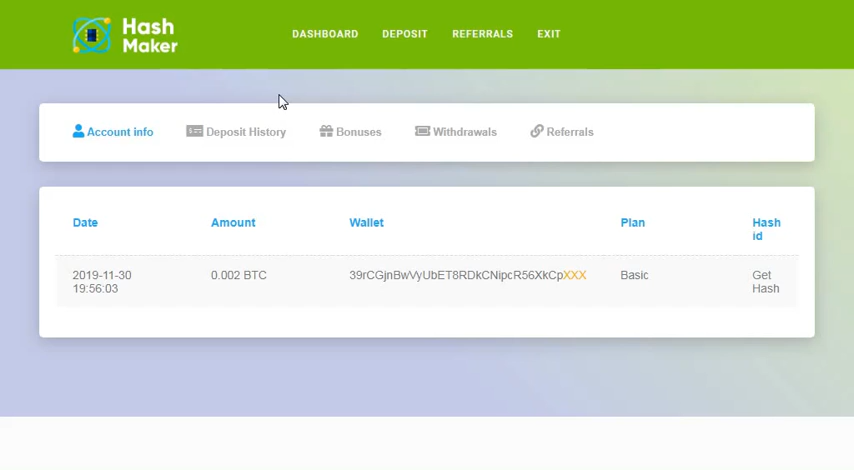 Hash
Maker
DASHBOARD DEPOSIT REFERRALS EXIT
Account info Deposit History Bonuses Withdrawals Referrals
Date Amount Wallet Plan Hash
id
2019-11-30 0.002 BTC 39rCGjnBwVyUbET8RDkCNipcR56XkCpXXX Basic Get
19:56:03 Hash